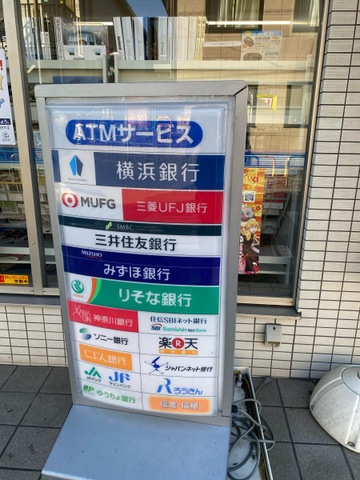 ATMサービス
横浜銀行
MUFG 三菱UFJ銀行
SMBC
三井住友銀行
MIZUHO
みずほ銀行
りそな銀行
神奈川銀行 住信SBIネット銀行
SBI Sumishin Net Bank
ソニー銀行 楽R天
じぶん銀行 ジャパンネット銀行
JAバンク JFマリンバンク
ゆうちょ銀行 ろうきん